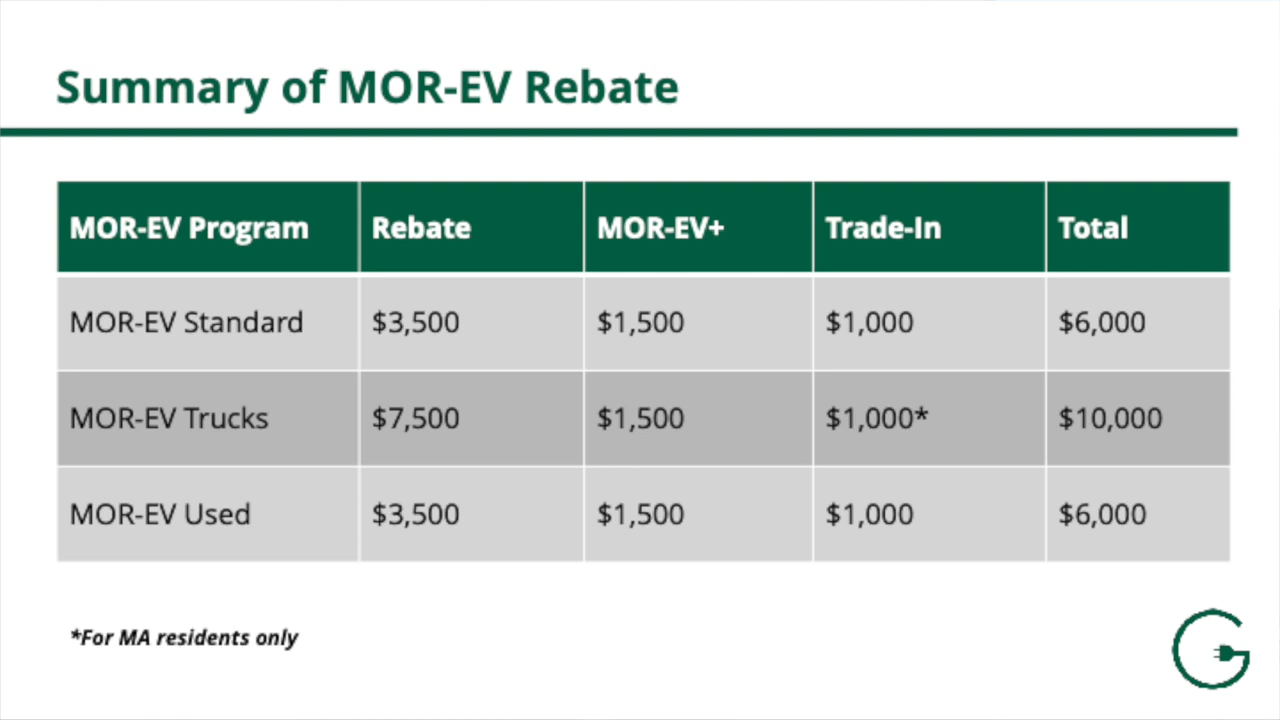 Summary of MOR-EV Rebate
MOR-EV Program Rebate MOR-EV+ Trade-In Total
MOR-EV Standard $3,500 $1,500 $1,000 $6,000
MOR-EV Trucks $7,500 $1,500 $1,000* $10,000
MOR-EV Used $3,500 $1,500 $1,000 $6,000
*For MA residents only